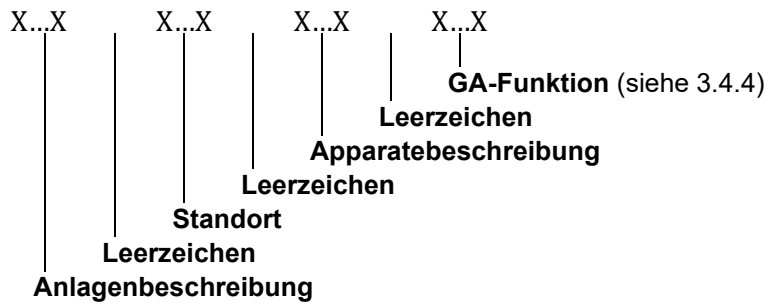 X...X X...X X...X X...X
GA-Funktion (siehe 3.4.4)
Leerzeichen
Apparatebeschreibung
Leerzeichen
Standort
Leerzeichen
Anlagenbeschreibung